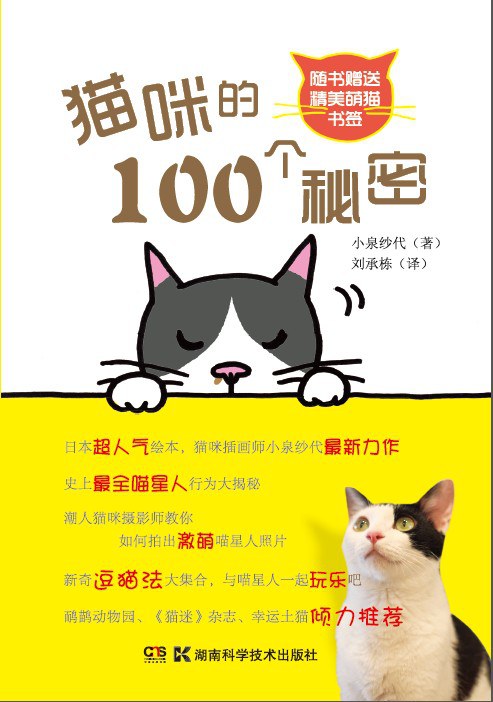 随书赠送
精美萌猫
书签
猫咪的
100个秘密
小泉纱代（著）
刘承栋（译）
日本超人气绘本，猫咪插画师小泉纱代最新力作
史上最全喵星人行为大揭秘
潮人猫咪摄影师教你
如何拍出激萌喵星人照片
新奇逗猫法大集合，与喵星人一起玩乐吧
鹋鹊动物园、《猫迷》杂志、幸运土猫倾力推荐
湖南科学技术出版社